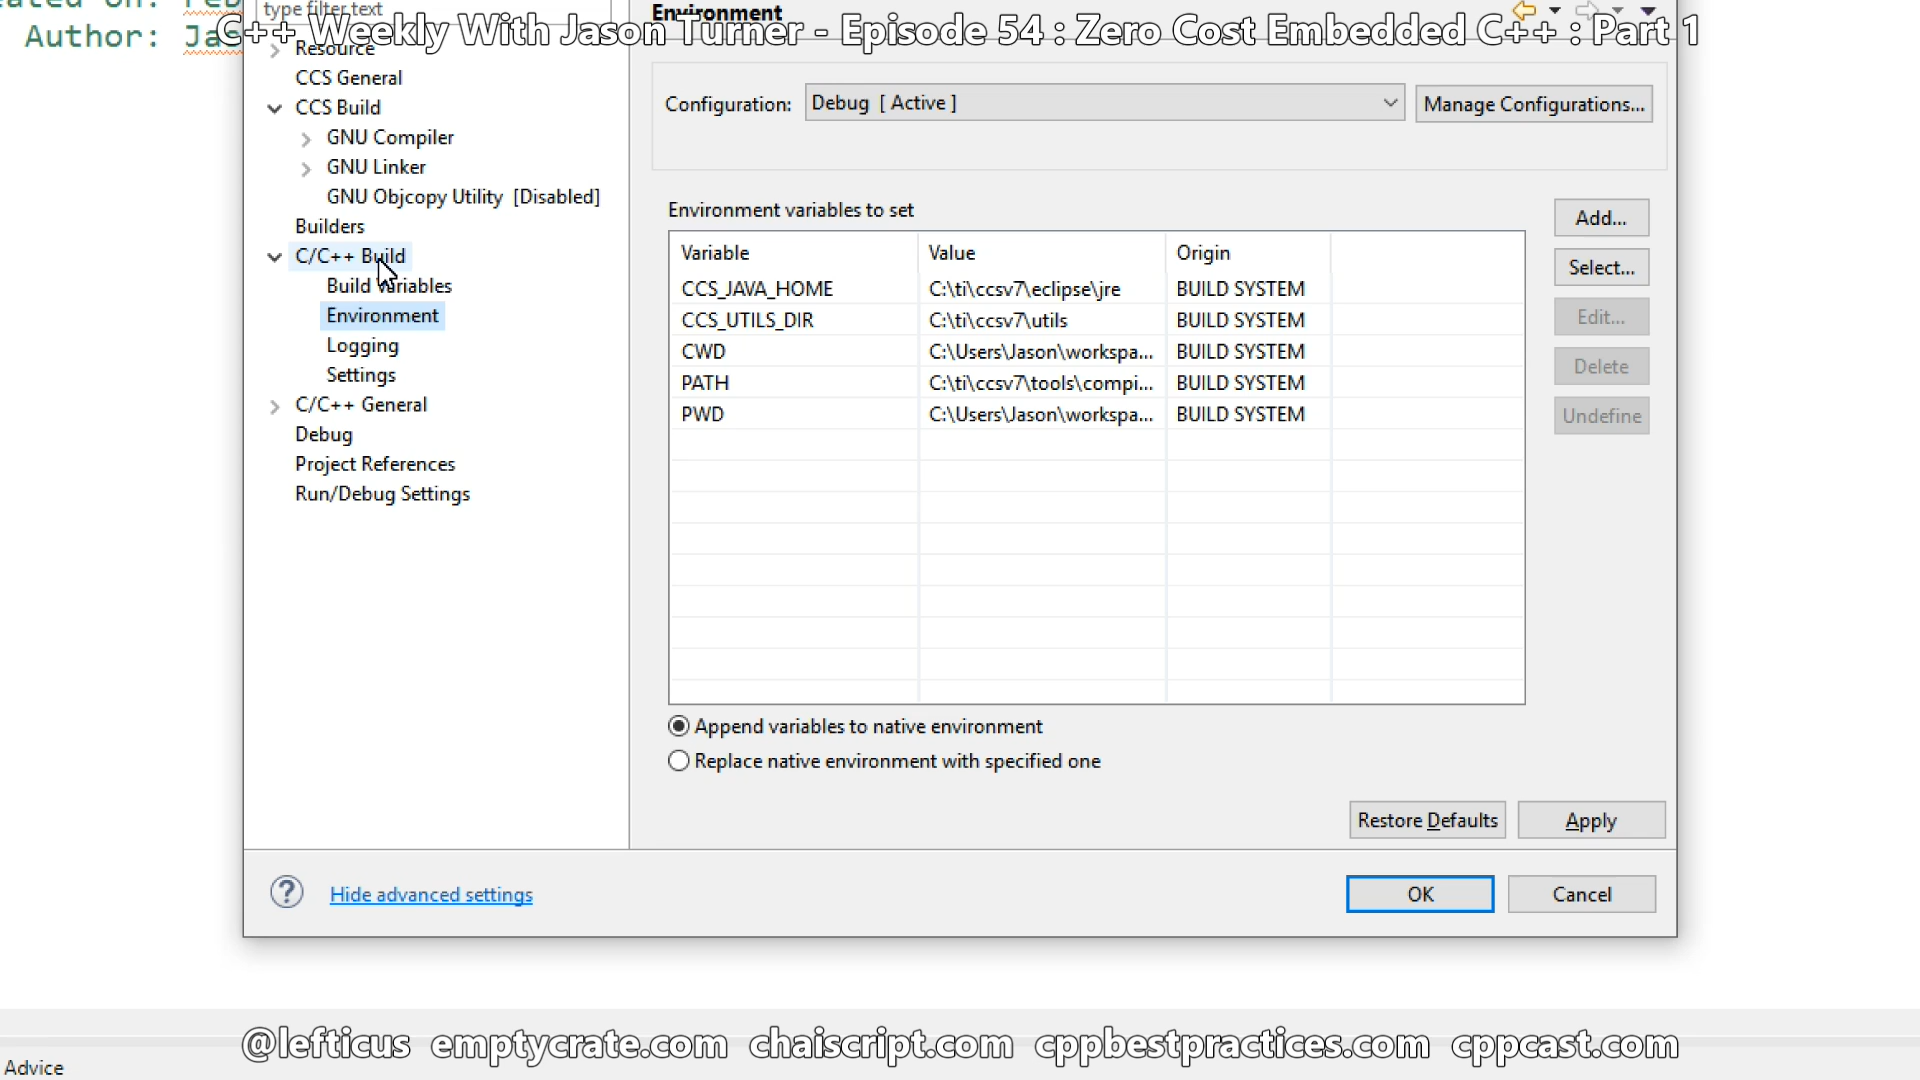 type filter text
Environment
C++ Weekly With Jason Turner - Episode 54 : Zero Cost Embedded C++ : Part 1
Author:
Resource
CCS General
CCS Build
GNU Compiler
GNU Linker
GNU Objcopy Utility [Disabled]
Builders
C/C++ Build
Build Variables
Environment
Logging
Settings
C/C++ General
Debug
Project References
Run/Debug Settings
Configuration: Debug [ Active ] Manage Configurations...
Environment variables to set
Variable Value Origin
CCS_JAVA_HOME C:\ti\ccsv7\eclipse\jre BUILD SYSTEM
CCS_UTILS_DIR C:\ti\ccsv7\utils BUILD SYSTEM
CWD C:\Users\Jason\workspa... BUILD SYSTEM
PATH C:\ti\ccsv7\tools\compi... BUILD SYSTEM
PWD C:\Users\Jason\workspa... BUILD SYSTEM
Add...
Select...
Edit...
Delete
Undefine
Append variables to native environment
Replace native environment with specified one
Restore Defaults Apply
Hide advanced settings
OK Cancel
@lefticus emptycrate.com chaiscript.com cppbestpractices.com cppcast.com
Advice